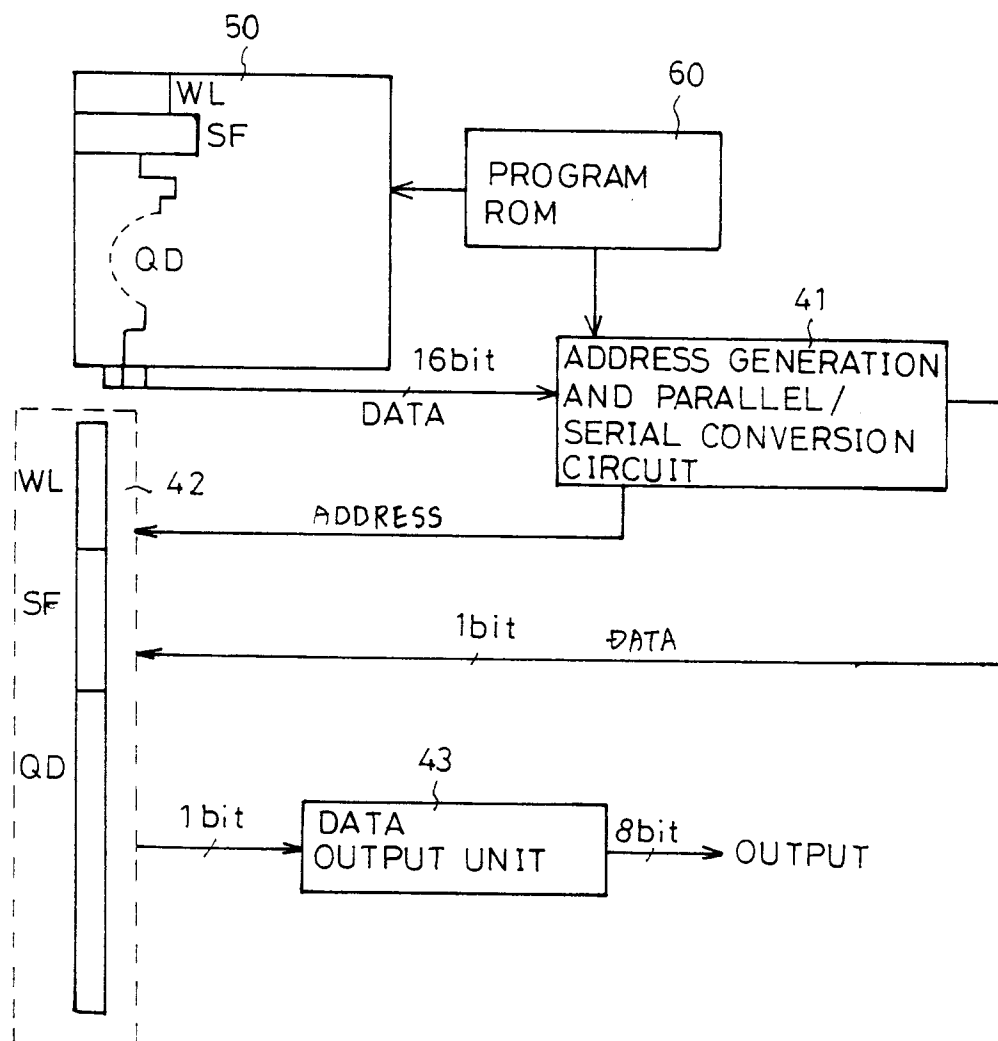 50
WL
SF
QD
60
PROGRAM
ROM
41
ADDRESS GENERATION
AND PARALLEL/
SERIAL CONVERSION
CIRCUIT
16bit
DATA
WL
42
ADDRESS
SF
1bit
DATA
QD
43
1bit
DATA
OUTPUT UNIT
8bit
OUTPUT